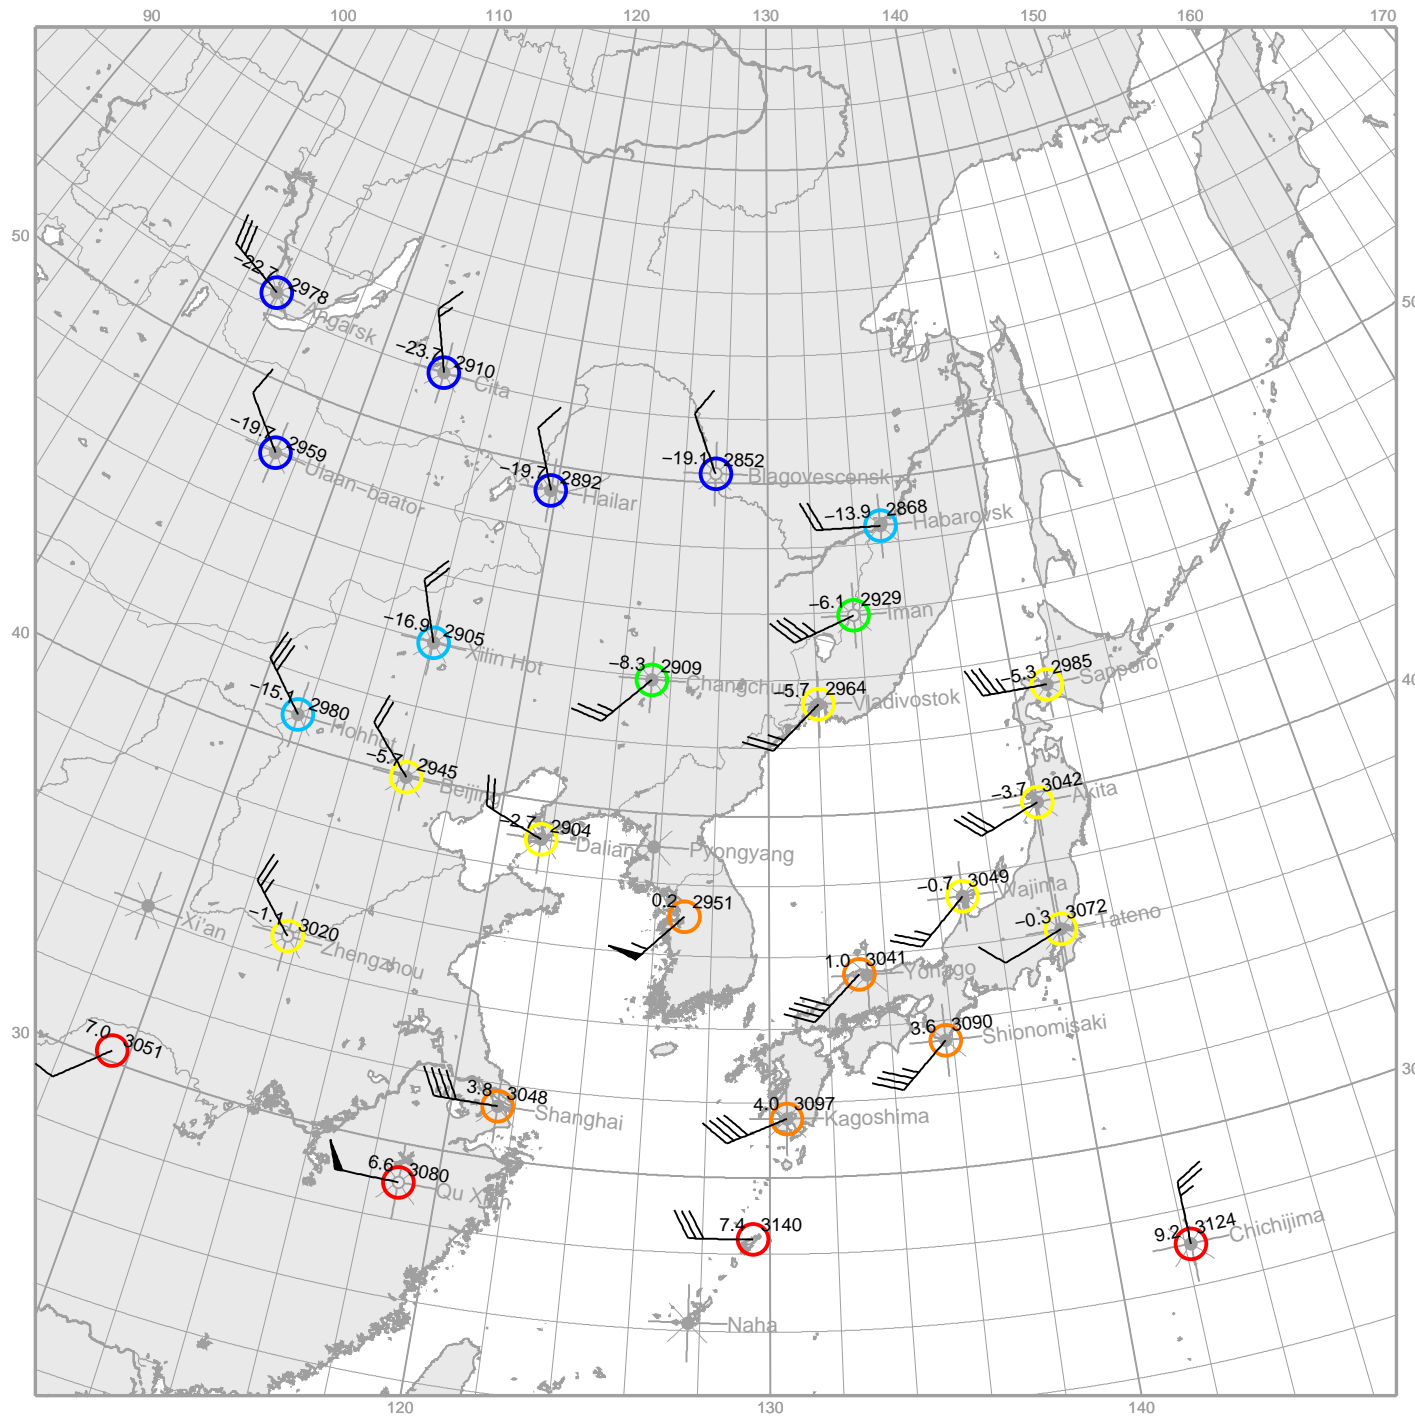 90 100 110 120 130 140 150 160 170
50
−22.7 2978
Angarsk
50
−23.7 2910
Cita
−19.7 2959
Ulaan−baator
−19.7 2892
Hailar
−19.1 2852
Blagovescensk
−13.9 2868
Habarovsk
−6.1 2929
Iman
40
−16.9 2905
Xilin Hot
−8.3 2909
Changchun
−5.7 2964
Vladivostok
−5.3 2985
Sapporo
40
−15.1 2980
Hohhot
−5.7 2945
Beijing
−2.7 2904
Dalian
Pyongyang
−3.7 3042
Akita
−0.7 3049
Wajima
−0.3 3072
Tateno
Xi'an
−1.1 3020
Zhengzhou
0.2 2951
1.0 3041
Yonago
3.6 3090
Shionomisaki
30
7.0 3051
30
3.8 3048
Shanghai
4.0 3097
Kagoshima
6.6 3080
Qu Xian
7.4 3140
9.2 3124
Chichijima
Naha
120 130 140